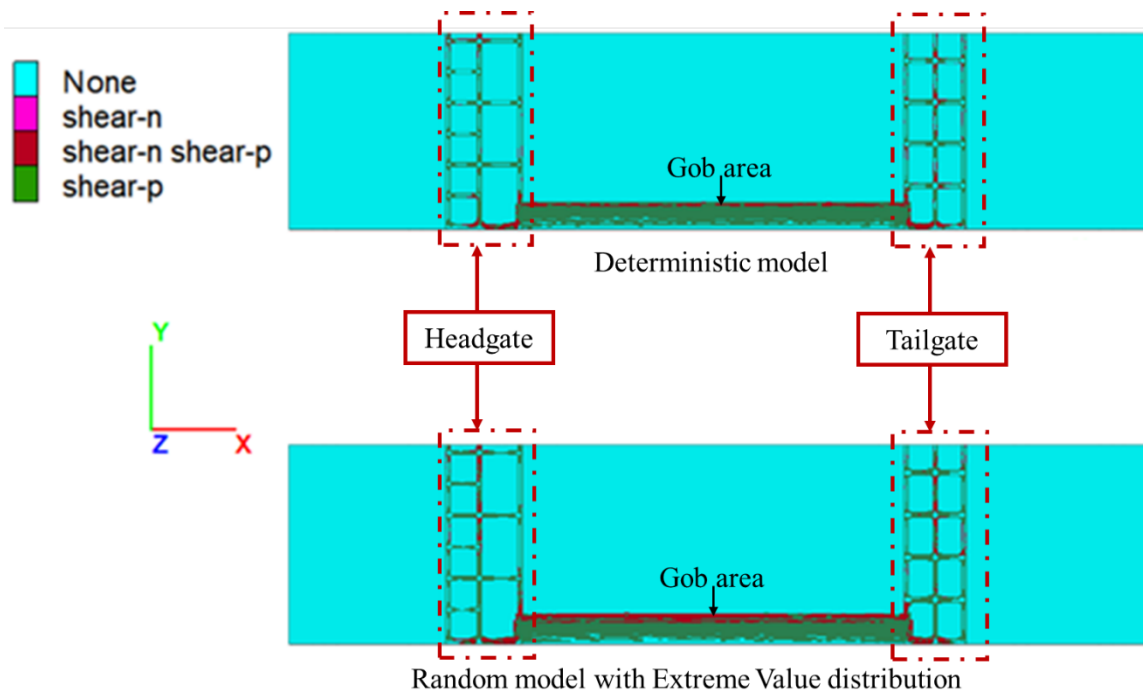 None
shear-n
shear-n shear-p
shear-p
Gob area
Deterministic model
Headgate
Tailgate
Y
Z
X
Gob area
Random model with Extreme Value distribution